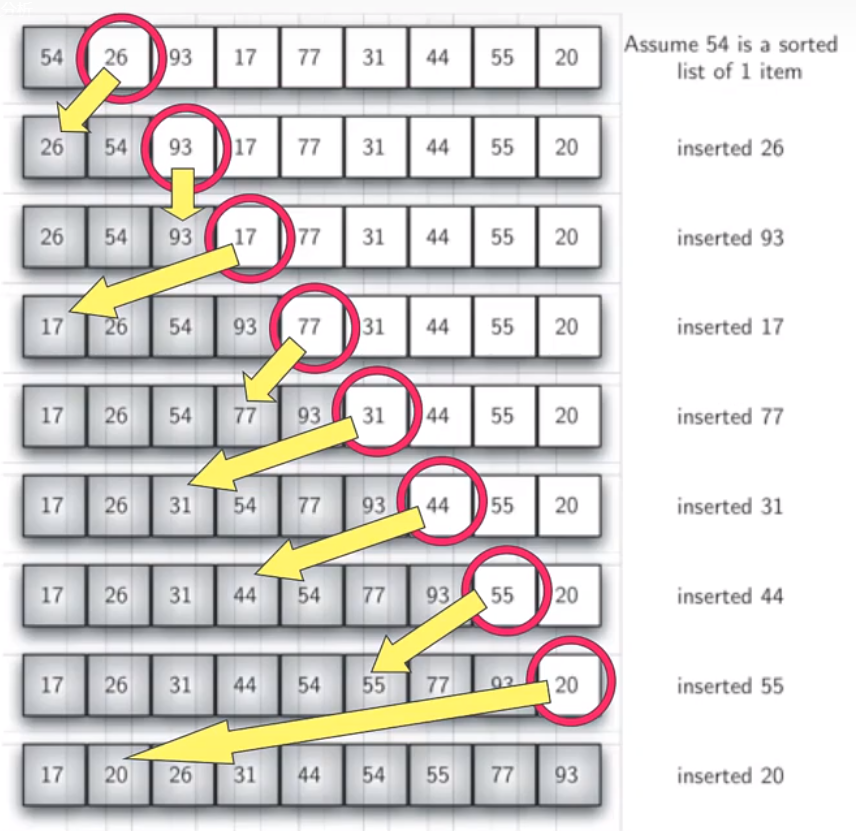 54 26 93 17 77 31 44 55 20 Assume 54 is a sorted
list of 1 item
26 54 93 17 77 31 44 55 20 inserted 26
26 54 93 17 77 31 44 55 20 inserted 93
17 26 54 93 77 31 44 55 20 inserted 17
17 26 54 77 93 31 44 55 20 inserted 77
17 26 31 54 77 93 44 55 20 inserted 31
17 26 31 44 54 77 93 55 20 inserted 44
17 26 31 44 54 55 77 93 20 inserted 55
17 20 26 31 44 54 55 77 93 inserted 20